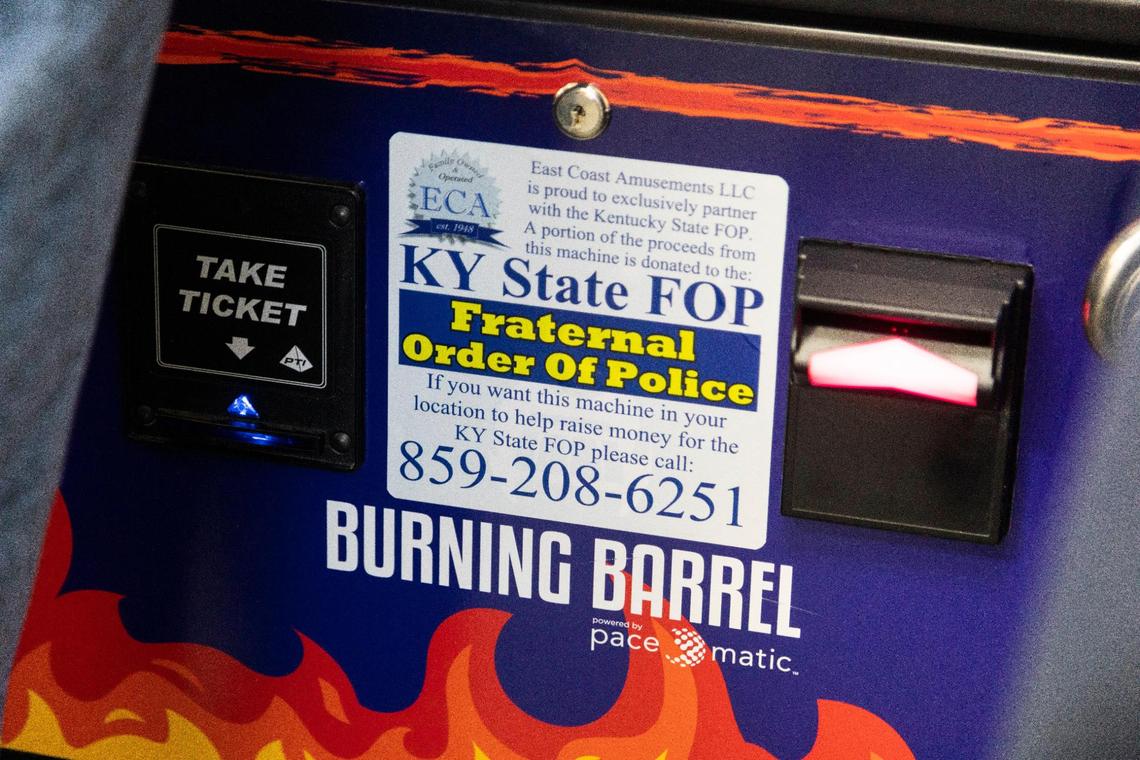 TAKE
TICKET
PTI
Family Owned
&
Operated
ECA
est. 1948
East Coast Amusements LLC
is proud to exclusively partner
with the Kentucky State FOP.
A portion of the proceeds from
this machine is donated to the:
KY State FOP
Fraternal
Order Of Police
If you want this machine in your
location to help raise money for the
KY State FOP please call:
859-208-6251
BURNING BARREL
powered by
pace matic™